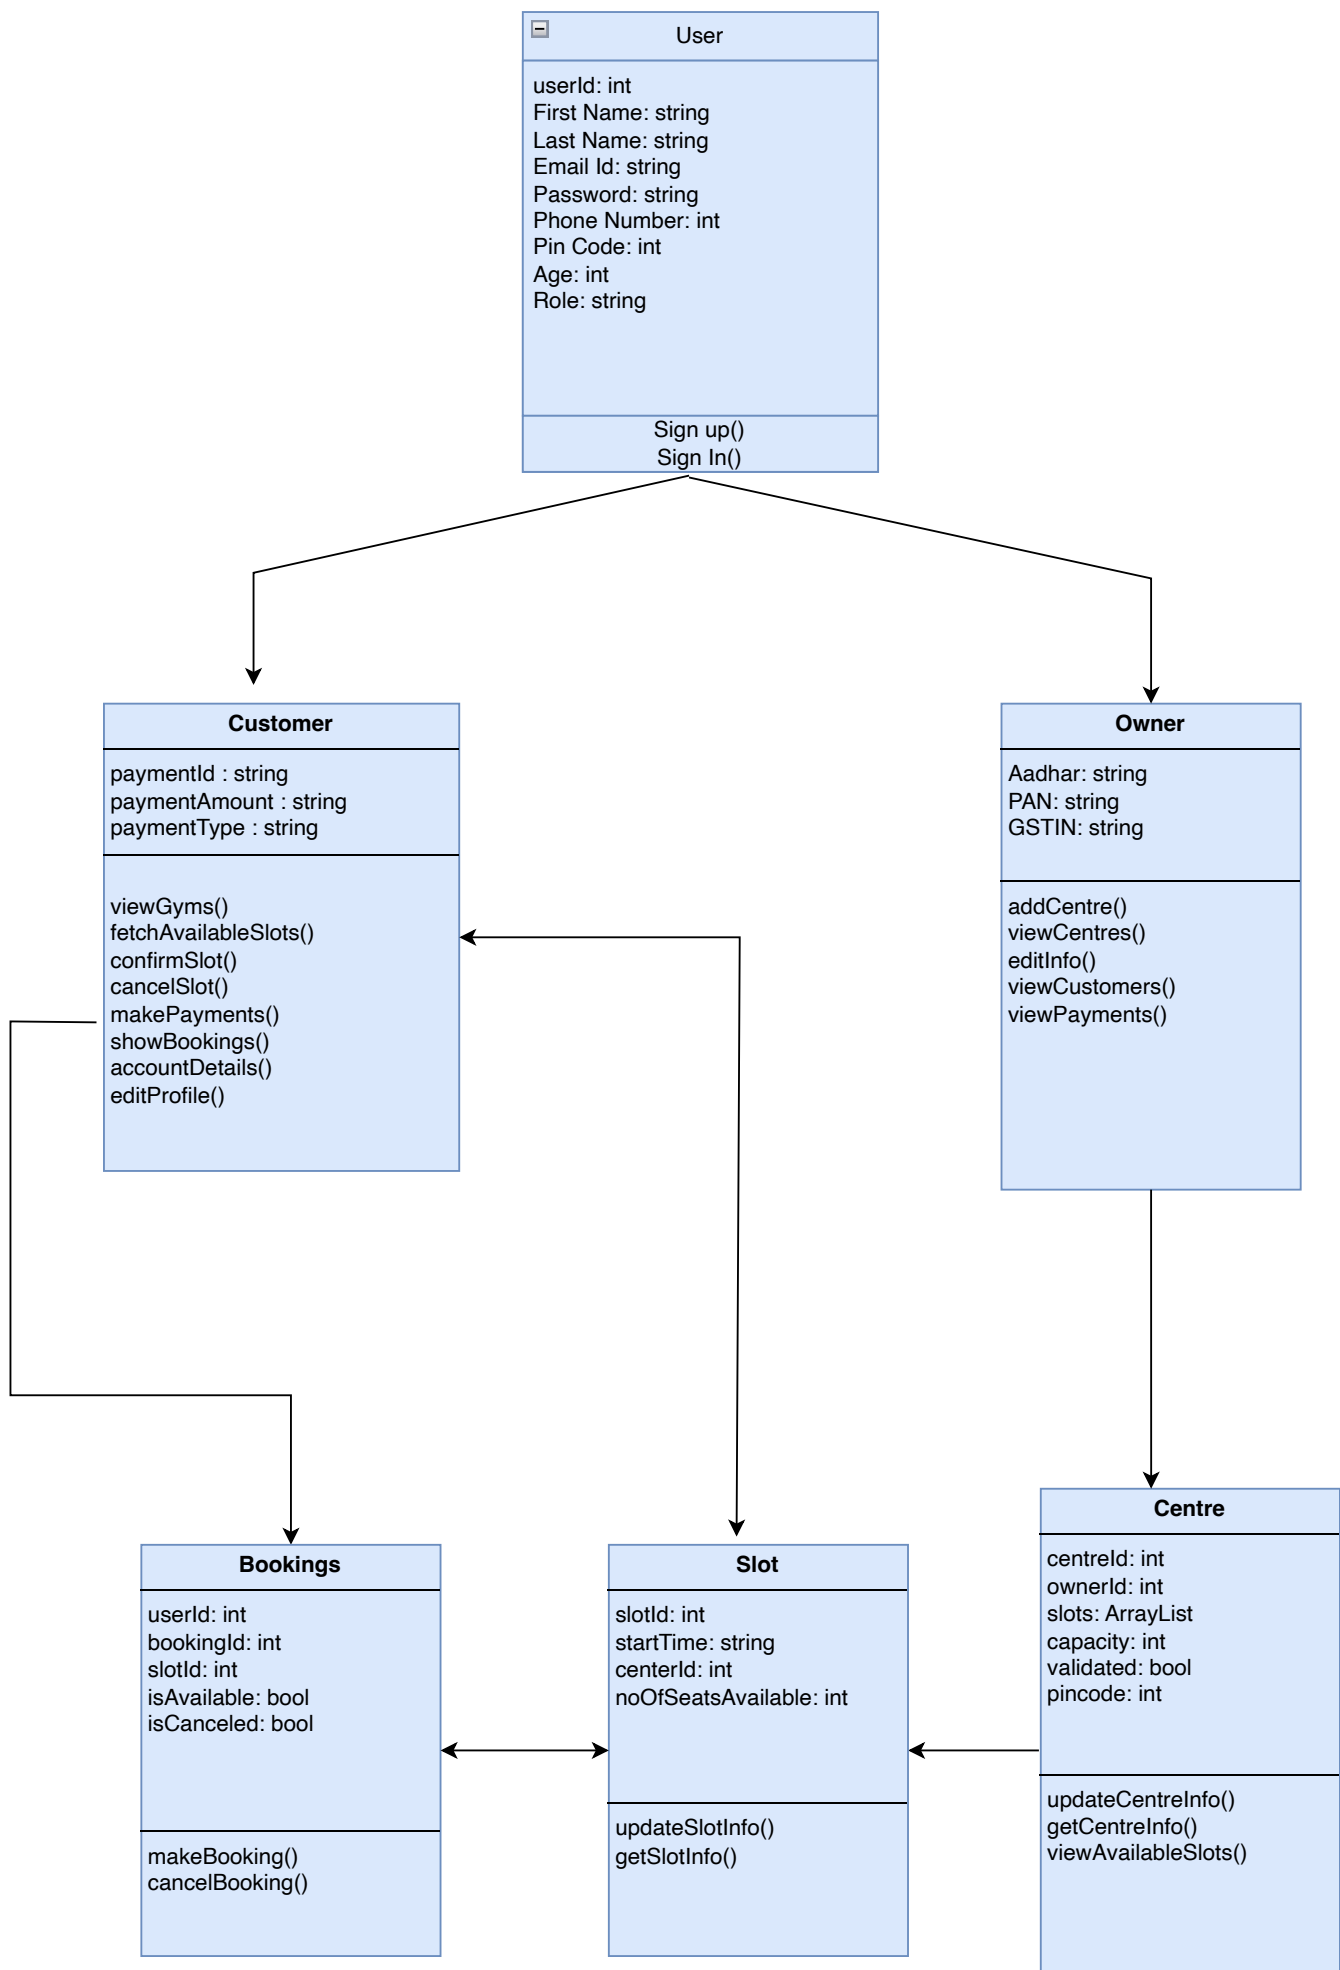 User
userId: int
First Name: string
Last Name: string
Email Id: string
Password: string
Phone Number: int
Pin Code: int
Age: int
Role: string
Sign up()
Sign In()
Customer
paymentId : string
paymentAmount : string
paymentType : string
viewGyms()
fetchAvailableSlots()
confirmSlot()
cancelSlot()
makePayments()
showBookings()
accountDetails()
editProfile()
Owner
Aadhar: string
PAN: string
GSTIN: string
addCentre()
viewCentres()
editInfo()
viewCustomers()
viewPayments()
Bookings
userId: int
bookingId: int
slotId: int
isAvailable: bool
isCanceled: bool
makeBooking()
cancelBooking()
Slot
slotId: int
startTime: string
centerId: int
noOfSeatsAvailable: int
updateSlotInfo()
getSlotInfo()
Centre
centreId: int
ownerId: int
slots: ArrayList
capacity: int
validated: bool
pincode: int
updateCentreInfo()
getCentreInfo()
viewAvailableSlots()